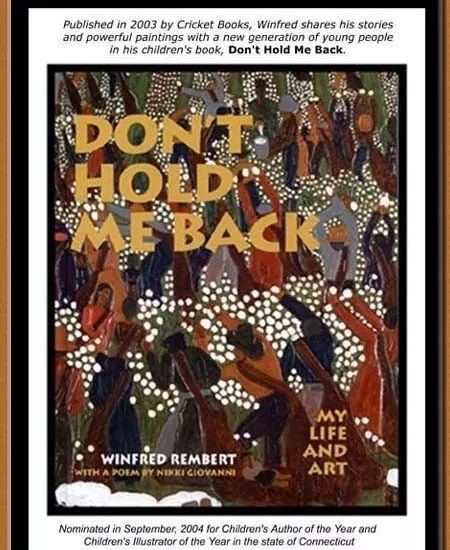 Published in 2003 by Cricket Books, Winfred shares his stories
and powerful paintings with a new generation of young people
in his children's book, Don't Hold Me Back.
DON'T
HOLD
ME BACK
MY
LIFE
AND
ART
WINFRED REMBERT
WITH A POEM BY NIKKI GIOVANNI
Nominated in September, 2004 for Children's Author of the Year and
Children's Illustrator of the Year in the state of Connecticut